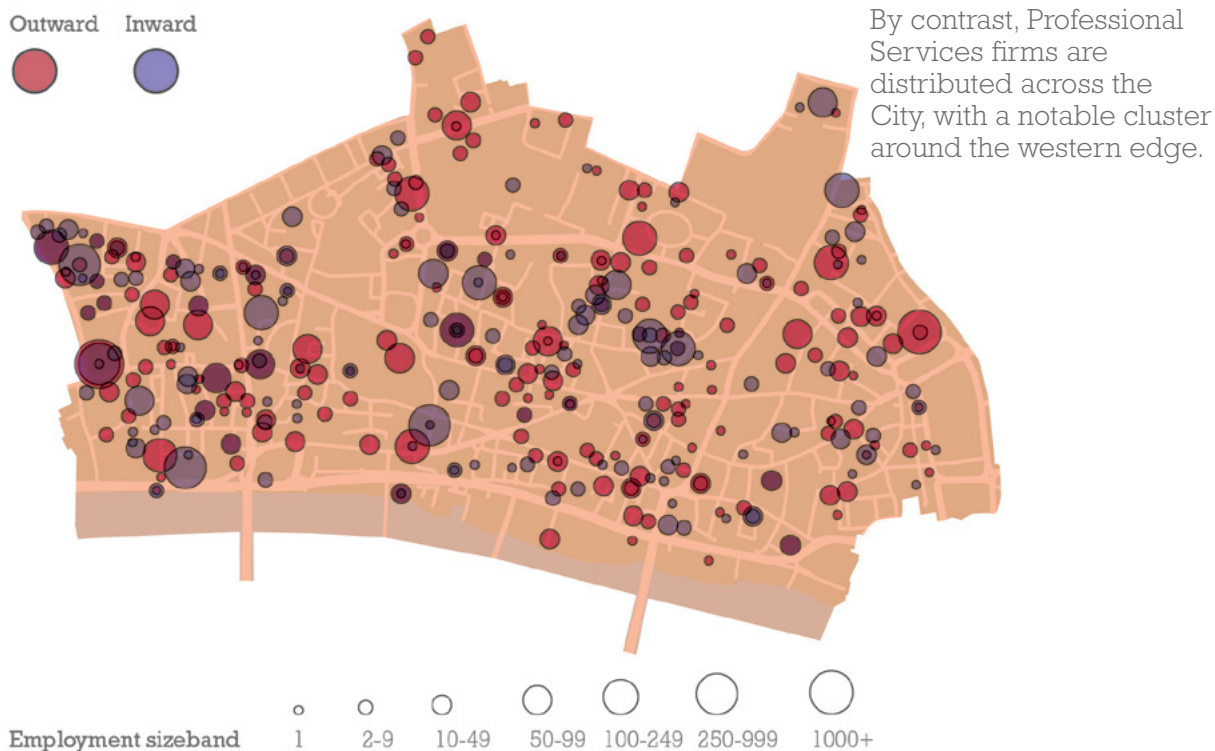 Outward Inward
By contrast, Professional
Services firms are
distributed across the
City, with a notable cluster
around the western edge.
Employment sizeband 1 2-9 10-49 50-99 100-249 250-999 1000+